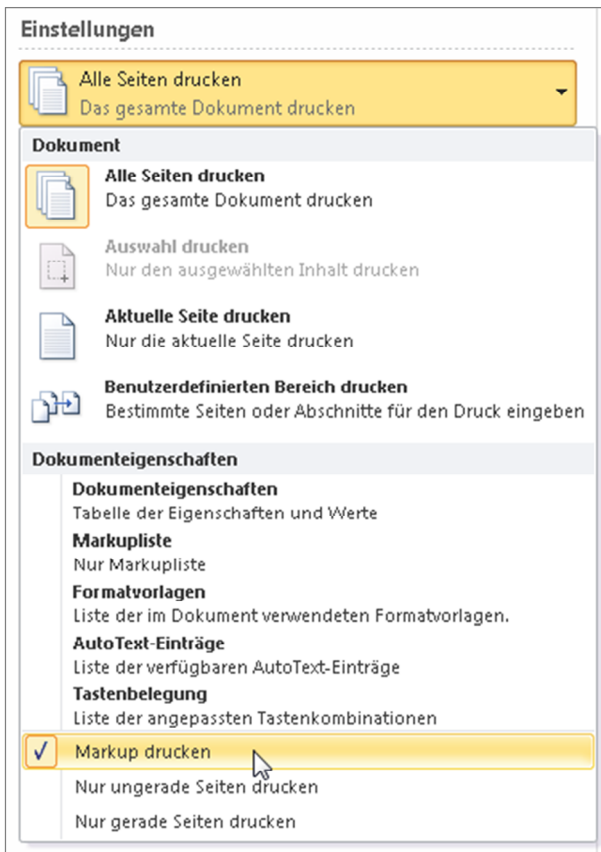 Einstellungen
Alle Seiten drucken
Das gesamte Dokument drucken
Dokument
Alle Seiten drucken
Das gesamte Dokument drucken
Auswahl drucken
Nur den ausgewählten Inhalt drucken
Aktuelle Seite drucken
Nur die aktuelle Seite drucken
Benutzerdefinierten Bereich drucken
Bestimmte Seiten oder Abschnitte für den Druck eingeben
Dokumenteigenschaften
Dokumenteigenschaften
Tabelle der Eigenschaften und Werte
Markupliste
Nur Markupliste
Formatvorlagen
Liste der im Dokument verwendeten Formatvorlagen.
AutoText-Einträge
Liste der verfügbaren AutoText-Einträge
Tastenbelegung
Liste der angepassten Tastenkombinationen
Markup drucken
Nur ungerade Seiten drucken
Nur gerade Seiten drucken